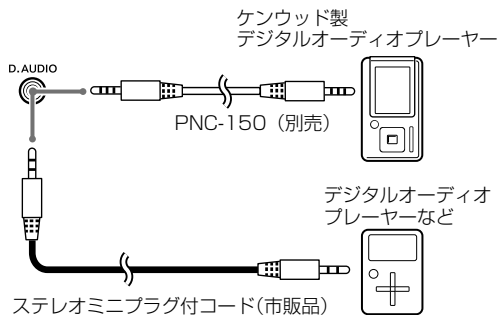 ケンウッド製
デジタルオーディオプレーヤー
D.AUDIO
PNC-150（別売）
デジタルオーディオ
プレーヤーなど
ステレオミニプラグ付コード(市販品)